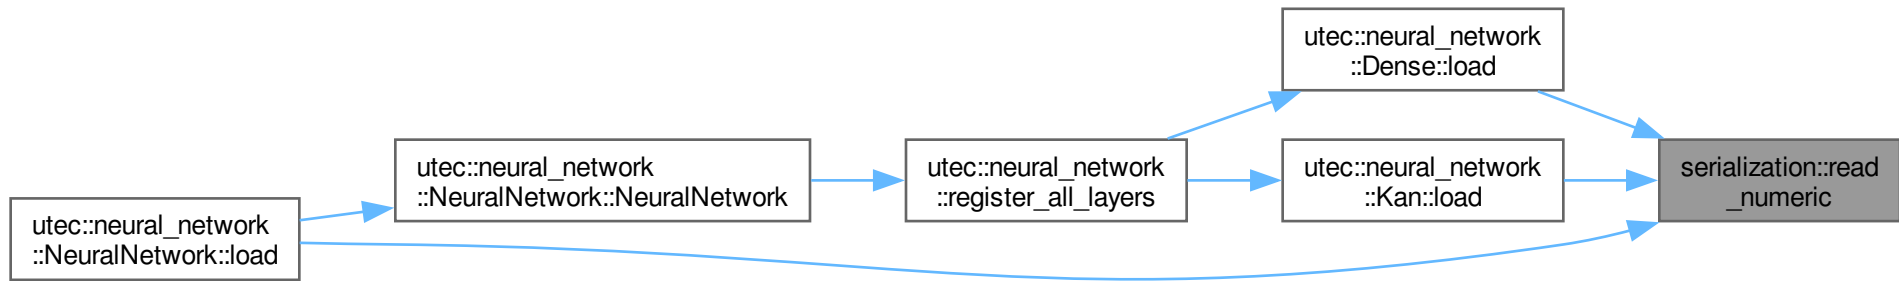 utec::neural_network
::Dense::load
utec::neural_network
::NeuralNetwork::load
utec::neural_network
::NeuralNetwork::NeuralNetwork
utec::neural_network
::register_all_layers
utec::neural_network
::Kan::load
serialization::read
_numeric